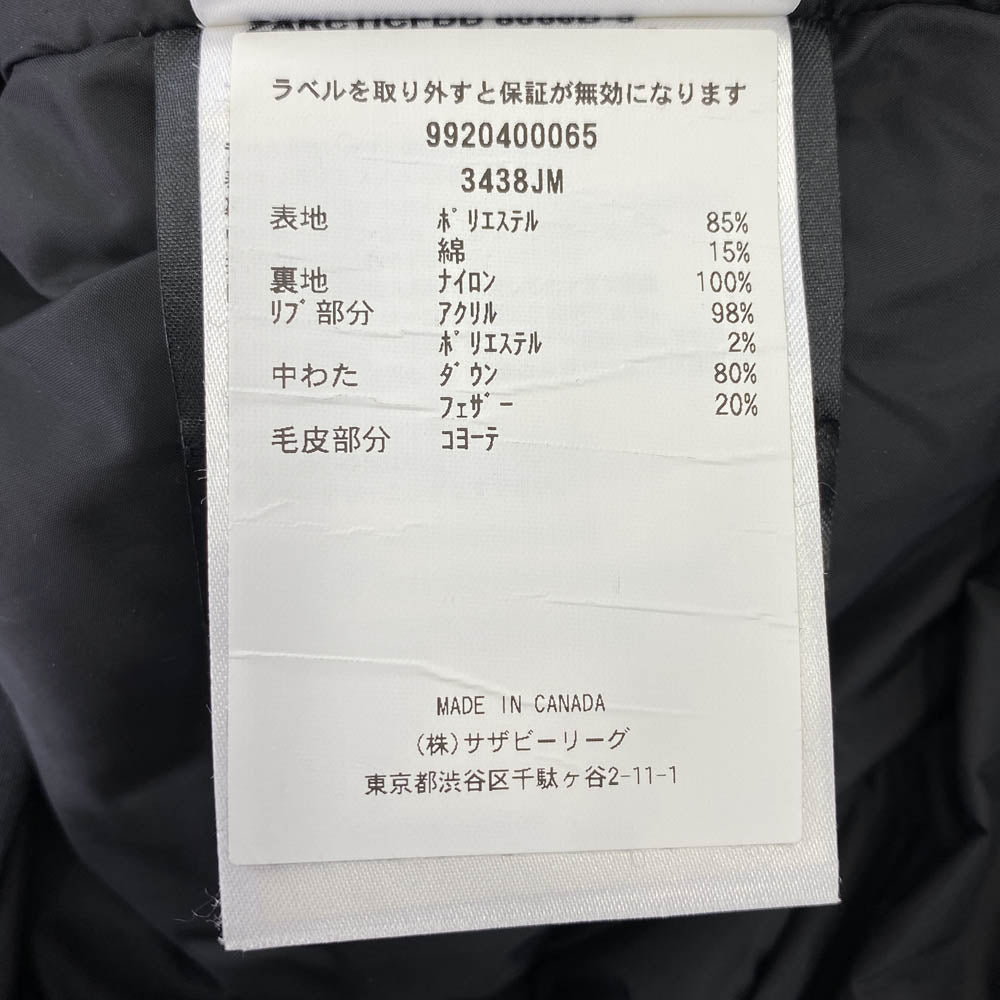 ラベルを取り外すと保証が無効になります
9920400065
3438JM
表地 ﾎﾟﾘｴｽﾃﾙ 85%
綿 15%
裏地 ﾅｲﾛﾝ 100%
ﾘﾌﾞ部分 ｱｸﾘﾙ 98%
ﾎﾟﾘｴｽﾃﾙ 2%
中わた ﾀﾞｳﾝ 80%
ﾌｪｻﾞｰ 20%
毛皮部分 ｺﾖｰﾃ
MADE IN CANADA
(株)サザビーリーグ
東京都渋谷区千駄ヶ谷2-11-1